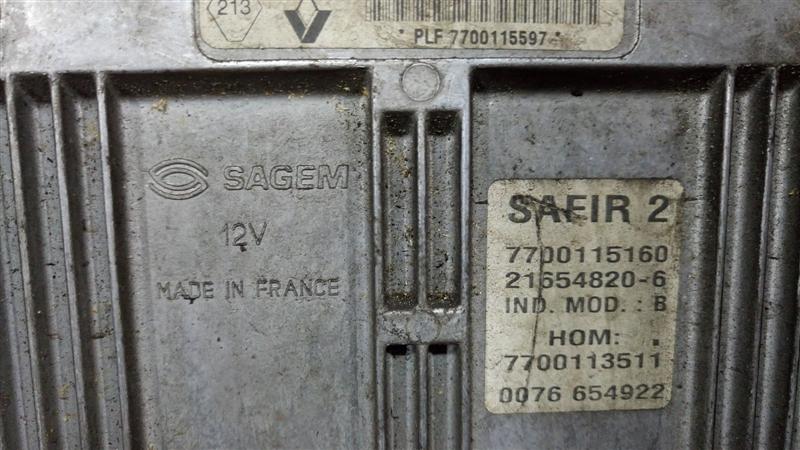 213
* PLF 7700115597 *
SAGEM
12V
MADE IN FRANCE
SAFIR 2
7700115160
21654820-6
IND. MOD. : B
HOM: .
7700113511
0076 654922